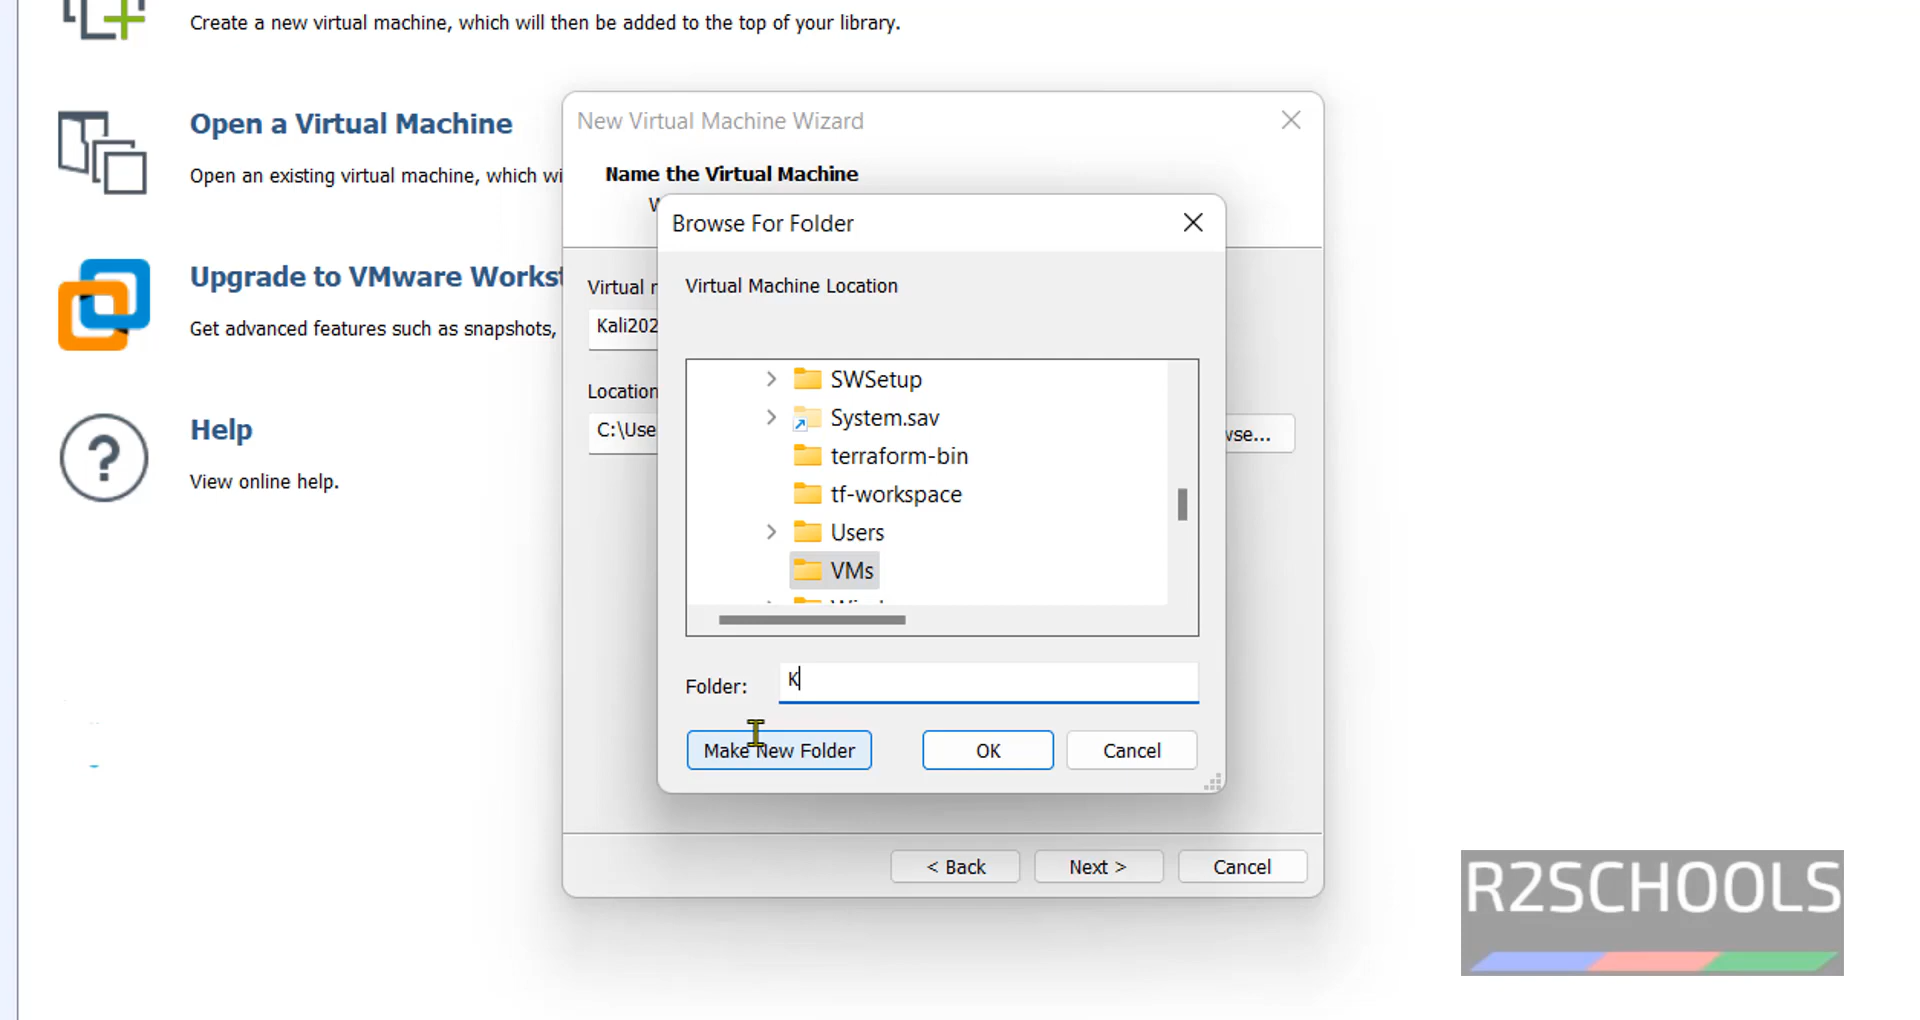 Create a new virtual machine, which will then be added to the top of your library.
Open a Virtual Machine
Open an existing virtual machine, which wi
Upgrade to VMware Workst
Get advanced features such as snapshots,
Help
View online help.
New Virtual Machine Wizard
Name the Virtual Machine
W
Virtual r
Kali202
Location
C:\Use
wse...
Browse For Folder
Virtual Machine Location
SWSetup
System.sav
terraform-bin
tf-workspace
Users
VMs
Folder:
K
Make New Folder
OK
Cancel
< Back
Next >
Cancel
R2SCHOOLS